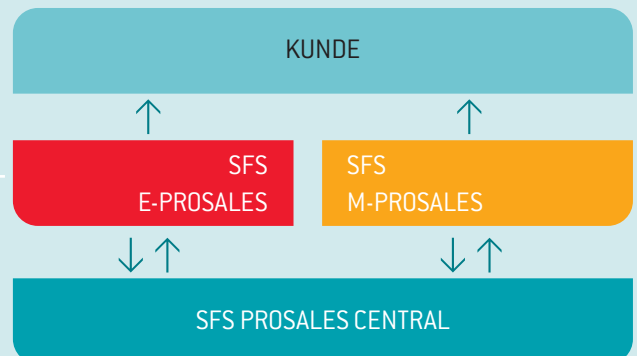 KUNDE
SFS
E-PROSALES
SFS
M-PROSALES
SFS PROSALES CENTRAL